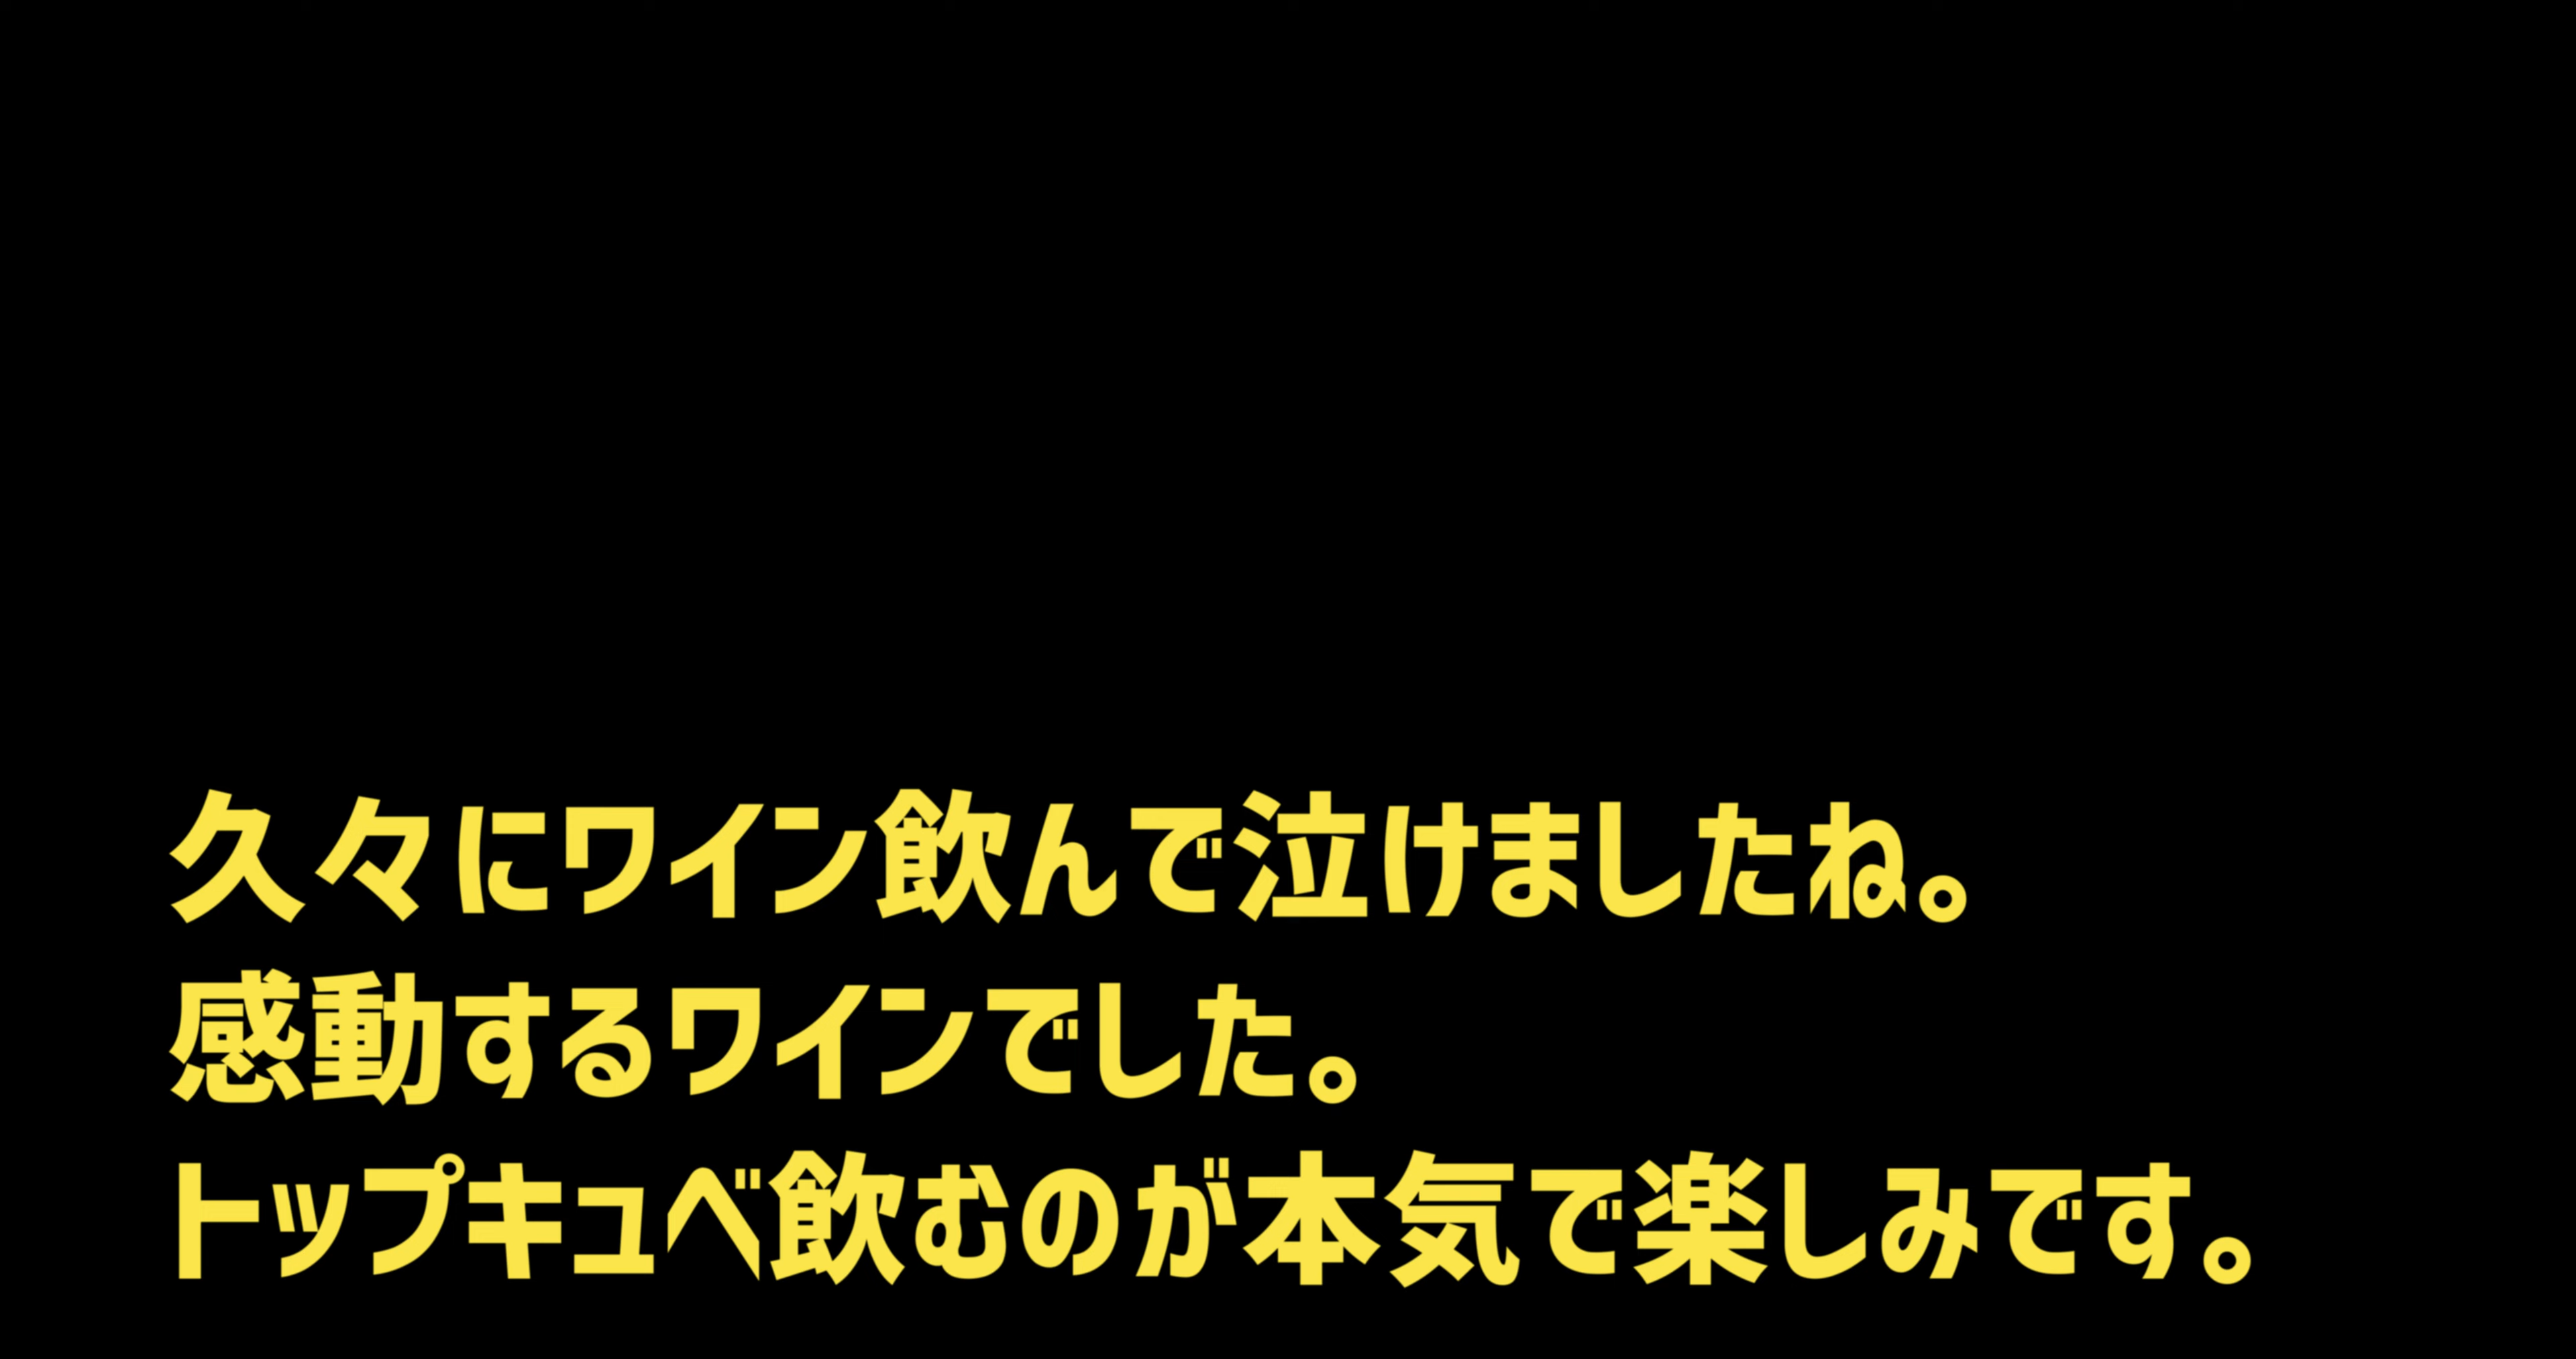 久々にワイン飲んで泣けましたね。
感動するワインでした。
トップキュベ飲むのが本気で楽しみです。